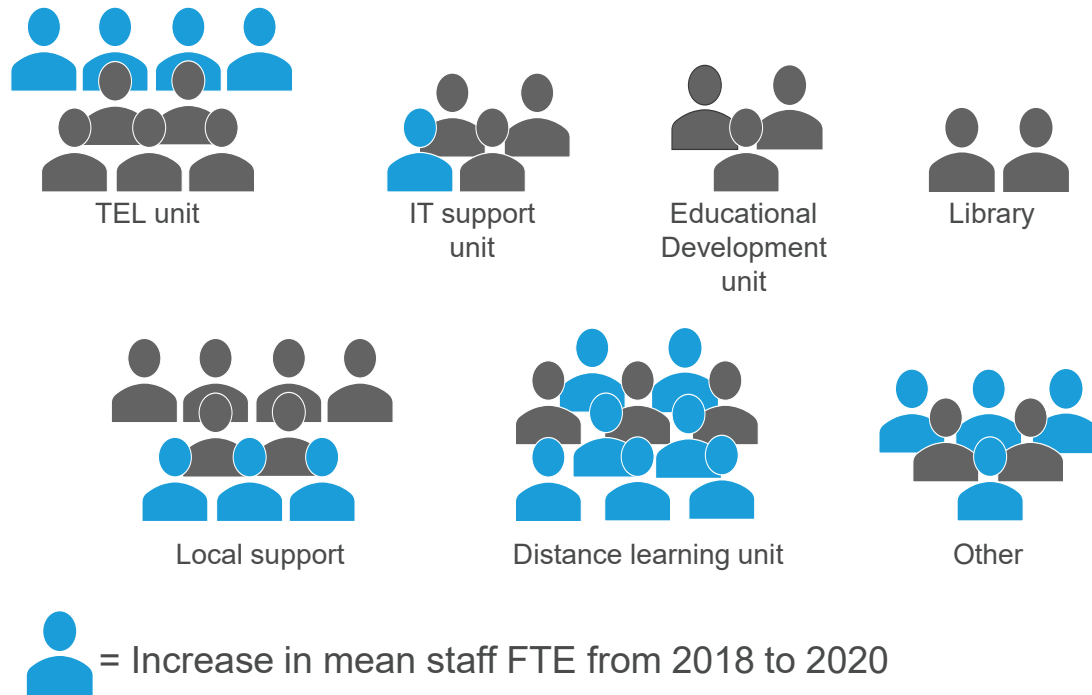 TEL unit
IT support
unit
Educational
Development
unit
Library
Local support
Distance learning unit
Other
= Increase in mean staff FTE from 2018 to 2020